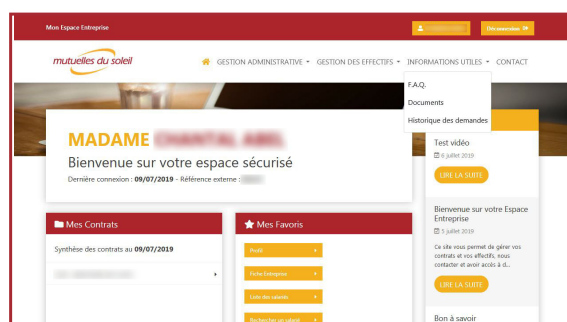 Mon Espace Entreprise
Déconnexion
mutuelles du soleil
GESTION ADMINISTRATIVE
GESTION DES EFFECTIFS
INFORMATIONS UTILES
CONTACT
F.A.Q.
Documents
Historique des demandes
MADAME
Bienvenue sur votre espace sécurisé
Dernière connexion : 09/07/2019 - Référence externe :
Mes Contrats
Synthèse des contrats au 09/07/2019
Mes Favoris
Profil
Fiche Entreprise
Liste des salariés
Rechercher un salarié
Test vidéo
8 juillet 2019
LIRE LA SUITE
Bienvenue sur votre Espace
Entreprise
5 juillet 2019
Ce site vous permet de gérer vos
contrats et vos effectifs, nous
contacter et avoir accès à d...
LIRE LA SUITE
Bon à savoir